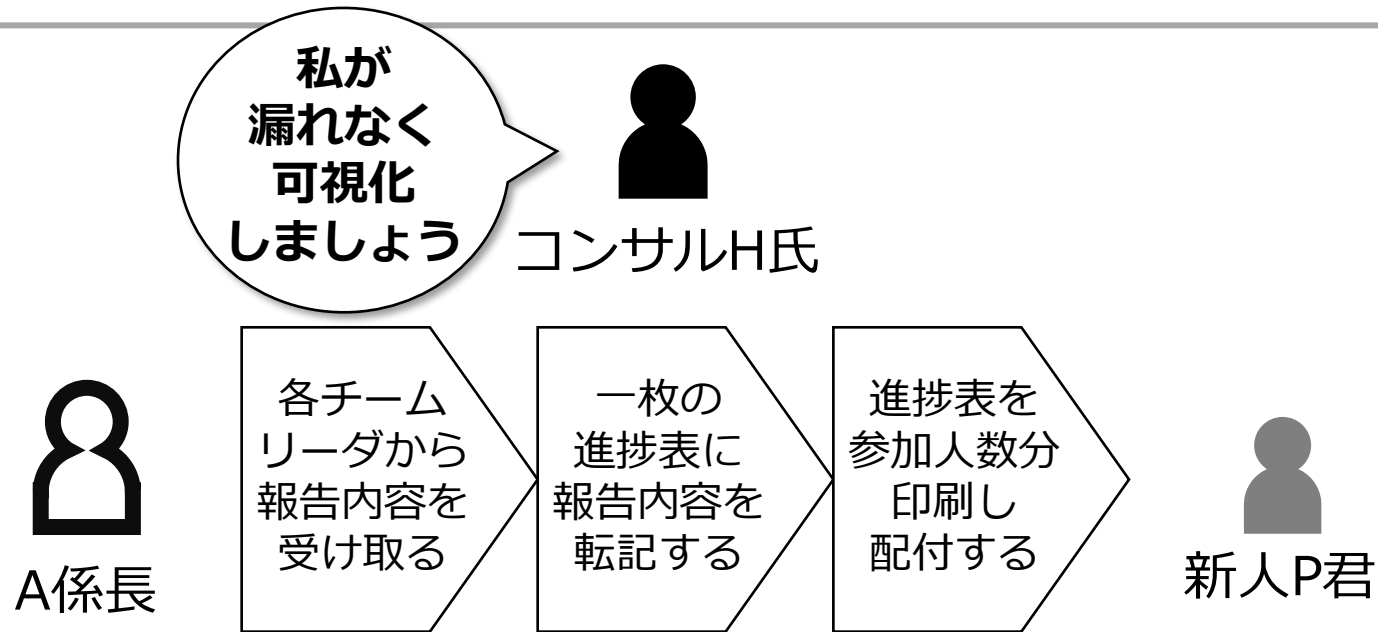 私が
漏れなく
可視化
しましょう
コンサルH氏
各チーム
リーダから
報告内容を
受け取る
一枚の
進捗表に
報告内容を
転記する
進捗表を
参加人数分
印刷し
配付する
A係長
新人P君